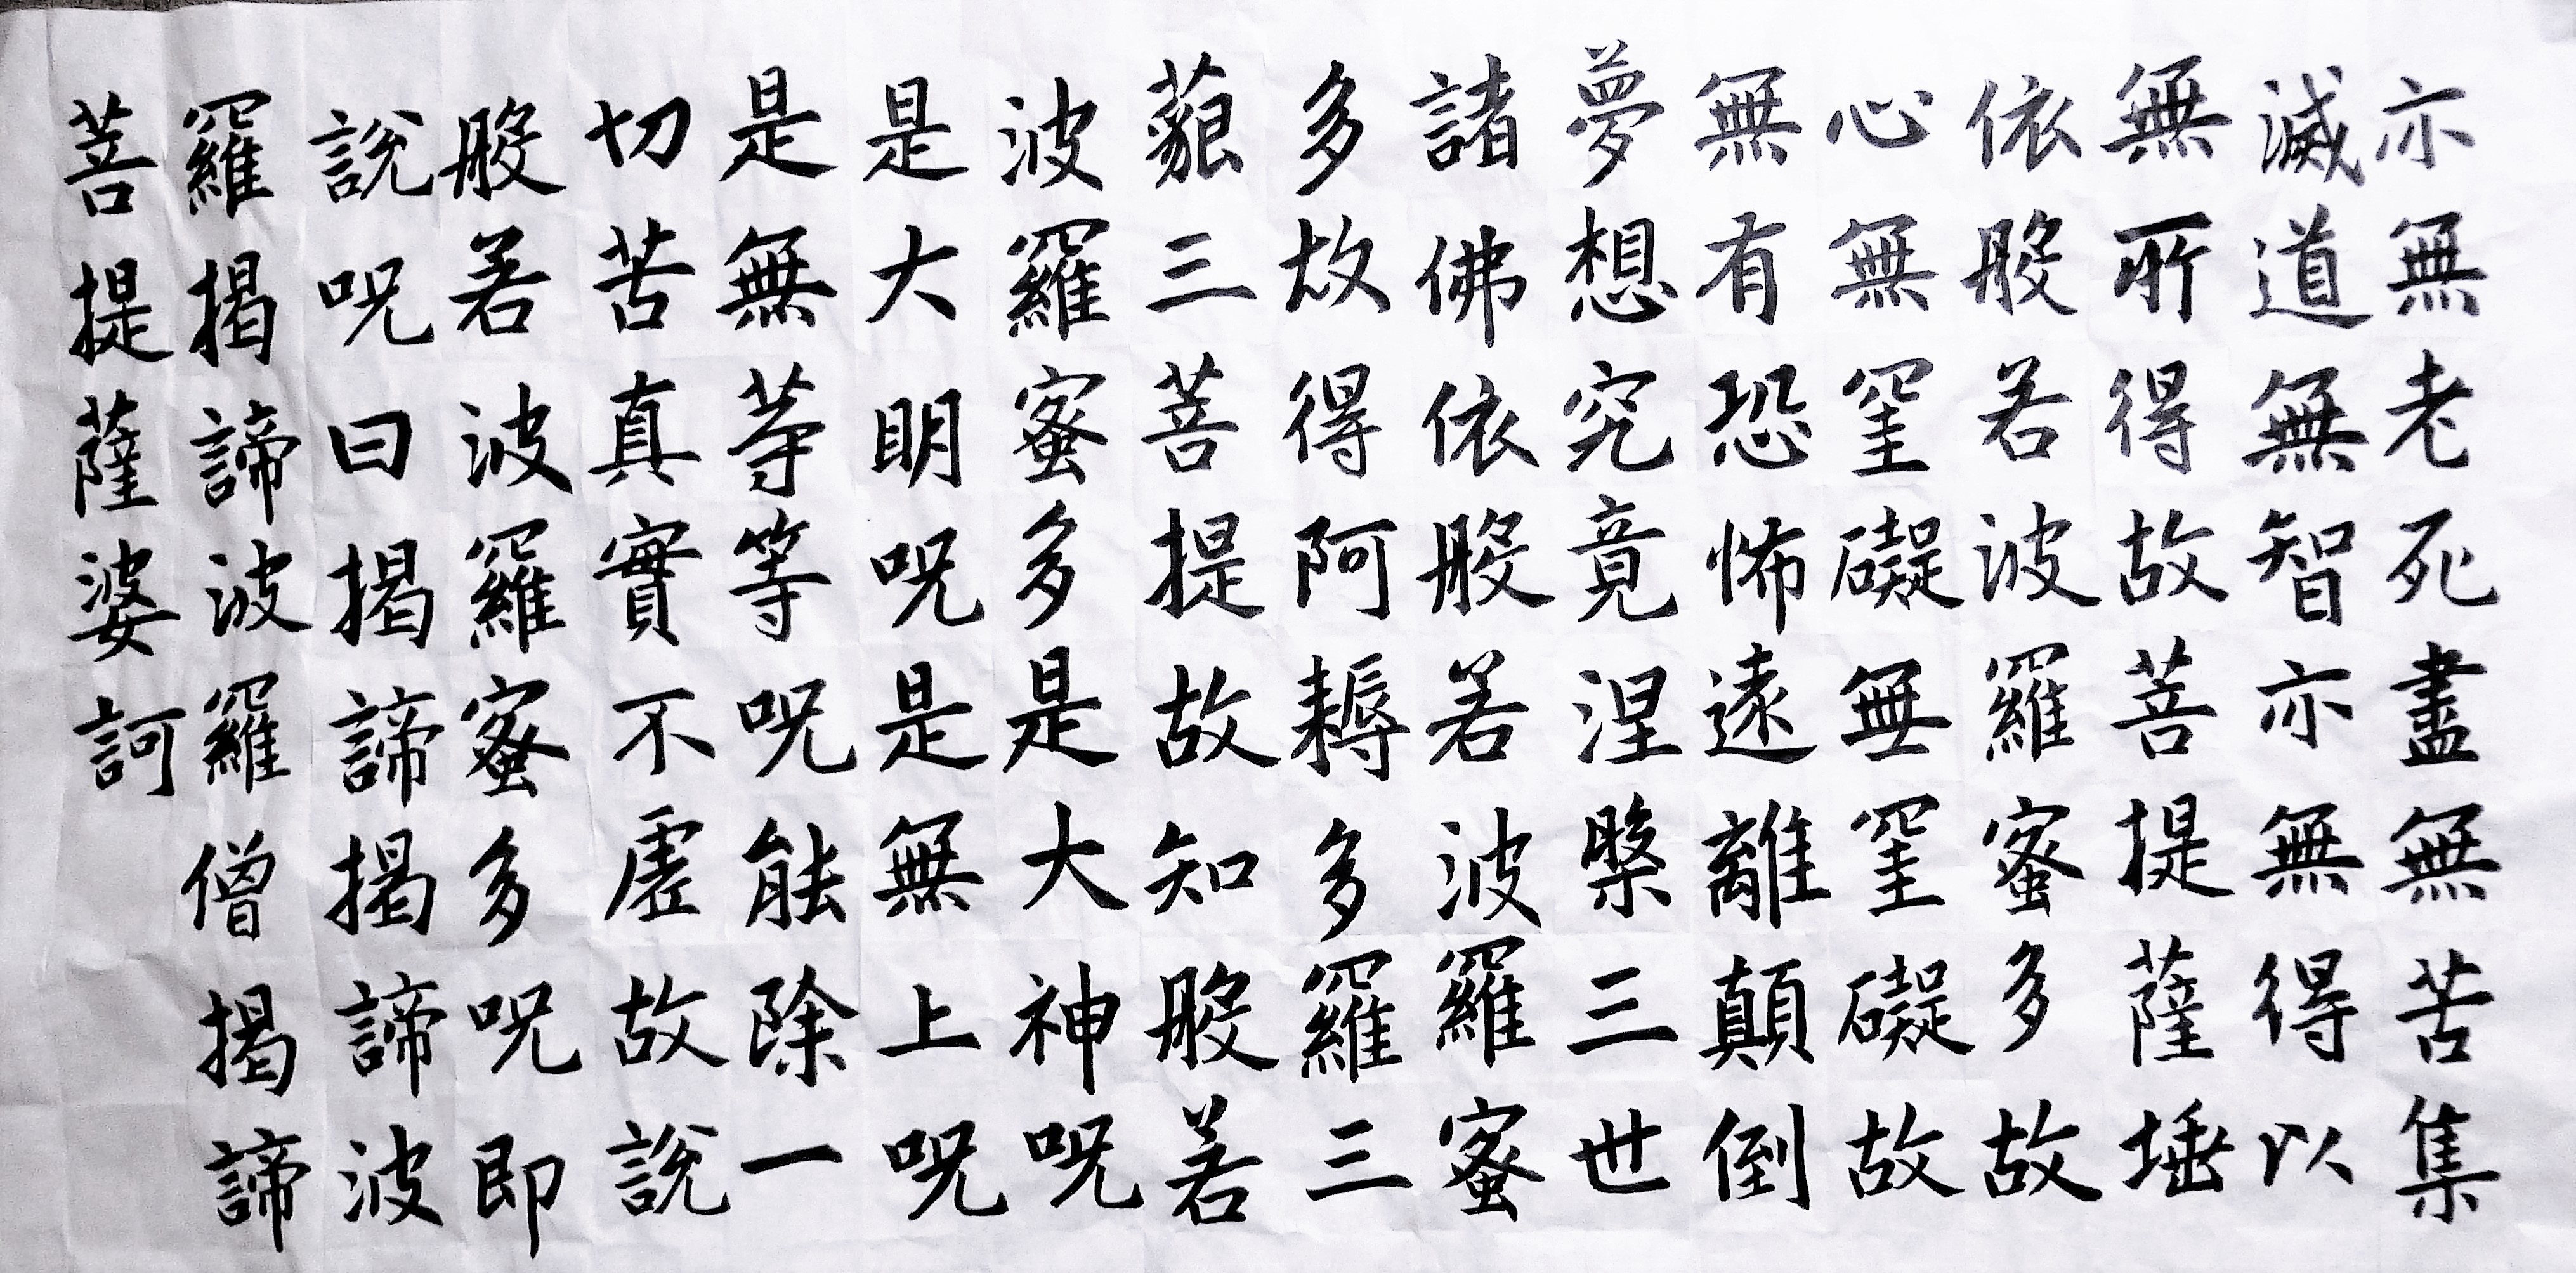 亦無老死盡無苦集
滅道無智亦無得以
無所得故菩提薩埵
依般若波羅蜜多故
心無罣礙無罣礙故
無有恐怖遠離顛倒
夢想究竟涅槃三世
諸佛依般若波羅蜜
多故得阿耨多羅三
藐三菩提故知般若
波羅蜜多是大神呪
是大明呪是無上呪
是無等等呪能除一
切苦真實不虛故說
般若波羅蜜多呪即
說呪曰揭諦揭諦波
羅揭諦波羅僧揭諦
菩提薩婆訶